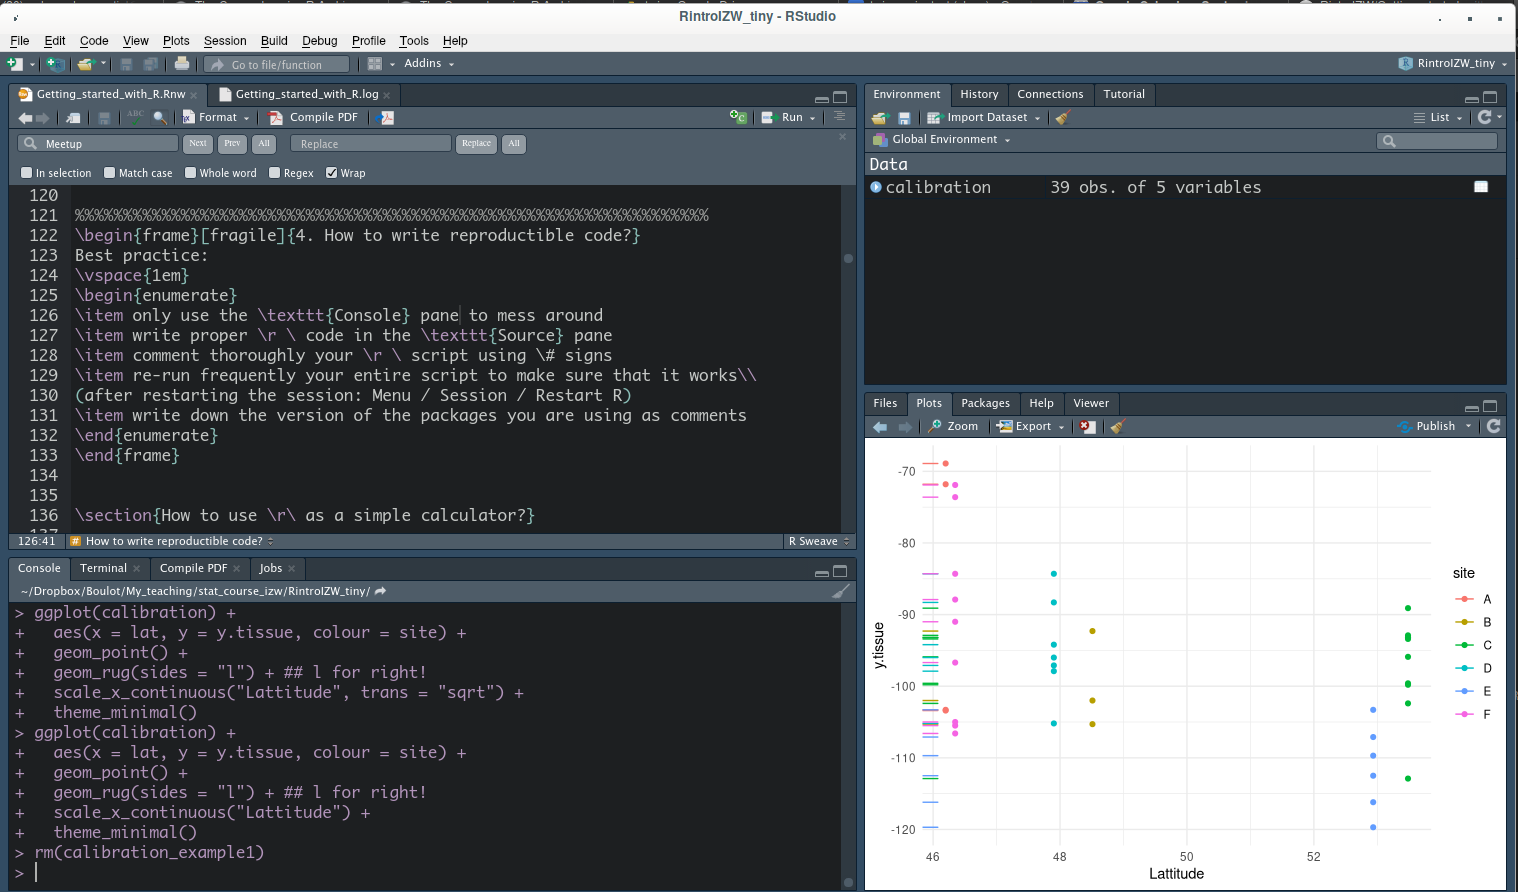 RintroIZW_tiny - RStudio
File Edit Code View Plots Session Build Debug Profile Tools Help
Go to file/function Addins RintroIZW_tiny
Getting_started_with_R.Rnw Getting_started_with_R.log
ABC Format Compile PDF Run
Meetup Next Prev All Replace Replace All
In selection Match case Whole word Regex Wrap
120
121 %%%%%%%%%%%%%%%%%%%%%%%%%%%%%%%%%%%%%%%%%%%%%%%%%%%%%%%%%%%%%%%%%%
122 \begin{frame}[fragile]{4. How to write reproductible code?}
123 Best practice:
124 \vspace{1em}
125 \begin{enumerate}
126 \item only use the \texttt{Console} pane to mess around
127 \item write proper \r \ code in the \texttt{Source} pane
128 \item comment thoroughly your \r \ script using \# signs
129 \item re-run frequently your entire script to make sure that it works\\
130 (after restarting the session: Menu / Session / Restart R)
131 \item write down the version of the packages you are using as comments
132 \end{enumerate}
133 \end{frame}
134
135
136 \section{How to use \r\ as a simple calculator?}
126:41 # How to write reproductible code? R Sweave
Console Terminal Compile PDF Jobs
~/Dropbox/Boulot/My_teaching/stat_course_izw/RintroIZW_tiny/
> ggplot(calibration) +
+   aes(x = lat, y = y.tissue, colour = site) +
+   geom_point() +
+   geom_rug(sides = "l") + ## l for right!
+   scale_x_continuous("Lattitude", trans = "sqrt") +
+   theme_minimal()
> ggplot(calibration) +
+   aes(x = lat, y = y.tissue, colour = site) +
+   geom_point() +
+   geom_rug(sides = "l") + ## l for right!
+   scale_x_continuous("Lattitude") +
+   theme_minimal()
> rm(calibration_example1)
>
Environment History Connections Tutorial
Import Dataset List
Global Environment
Data
calibration 39 obs. of 5 variables
Files Plots Packages Help Viewer
Zoom Export Publish
-70
-80
-90
-100
-110
-120
y.tissue
46 48 50 52
Lattitude
site
A
B
C
D
E
F